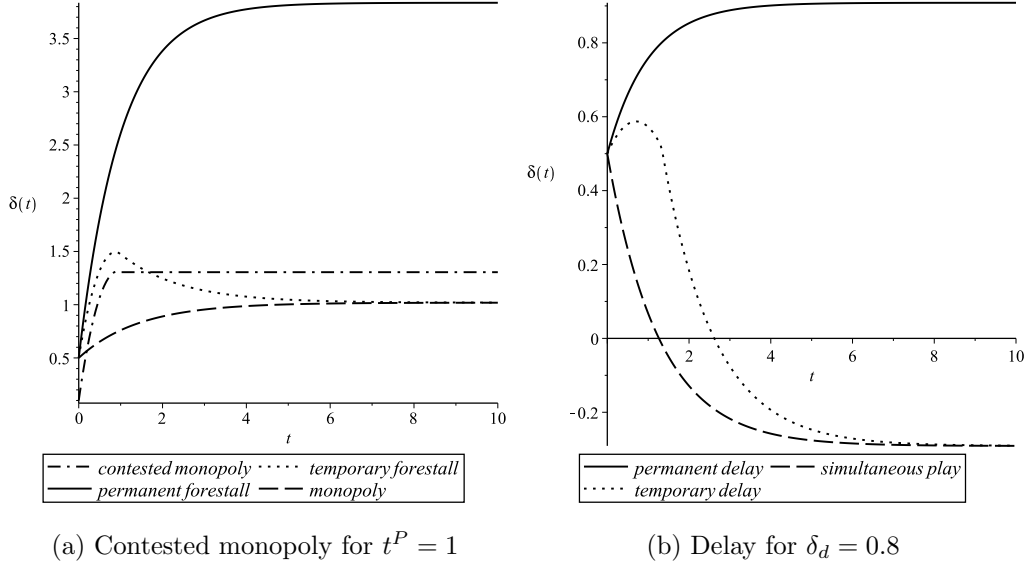 3.5
3
2.5
2
δ(t)
1.5
1
0.5
0 2 4 6 8 10
t
contested monopoly temporary forestall
permanent forestall monopoly
(a) Contested monopoly for t^P = 1
0.8
0.6
δ(t)
0.4
0.2
0
2 4 6 8 10
t
−0.2
permanent delay simultaneous play
temporary delay
(b) Delay for δ_d = 0.8